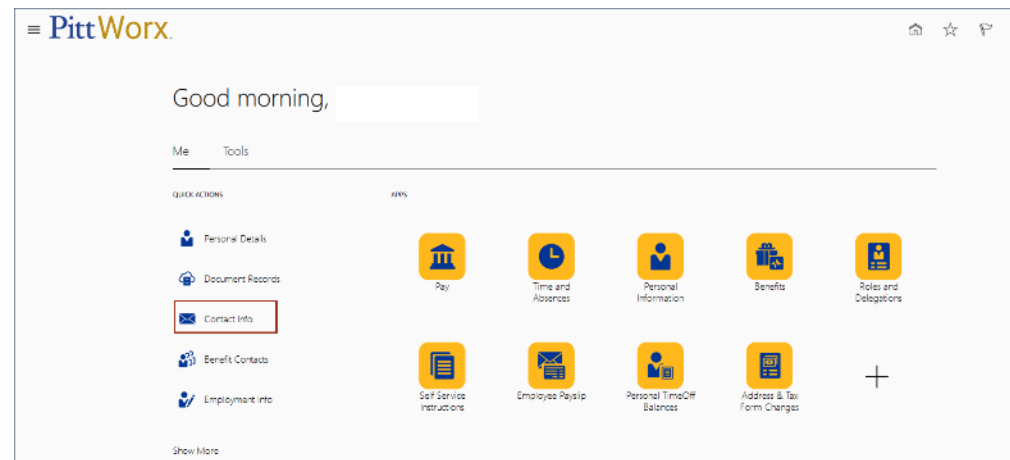 PittWorx.
Good morning,
Me Tools
QUICK ACTIONS
APPS
Personal Details
Document Records
Contact Info
Benefit Contacts
Employment Info
Show More
Pay
Time and
Absences
Personal
Information
Benefits
Roles and
Delegations
Self Service
Instructions
Employee Payslip
Personal TimeOff
Balances
Address & Tax
Form Changes